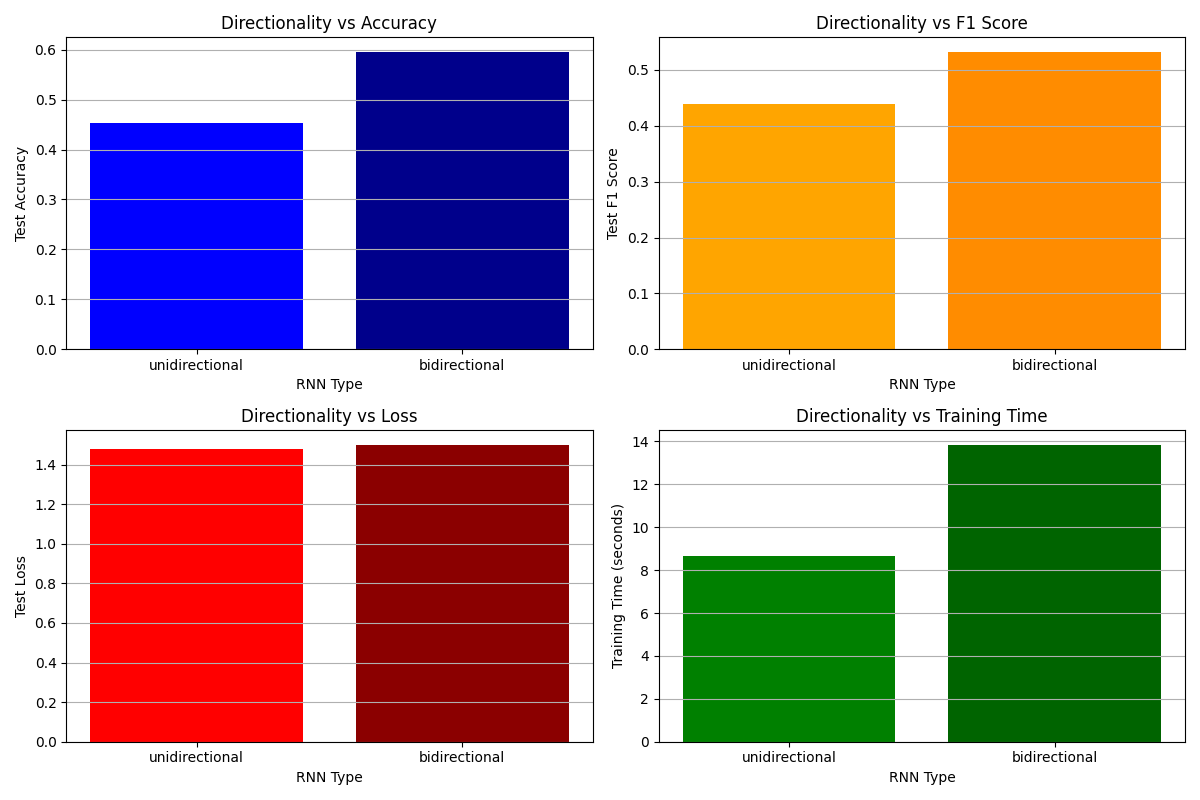 Directionality vs Accuracy
0.6
0.5
0.4
0.3
0.2
0.1
0.0
Test Accuracy
unidirectional
bidirectional
RNN Type
Directionality vs F1 Score
0.5
0.4
0.3
0.2
0.1
0.0
Test F1 Score
unidirectional
bidirectional
RNN Type
Directionality vs Loss
1.4
1.2
1.0
0.8
0.6
0.4
0.2
0.0
Test Loss
unidirectional
bidirectional
RNN Type
Directionality vs Training Time
14
12
10
8
6
4
2
0
Training Time (seconds)
unidirectional
bidirectional
RNN Type